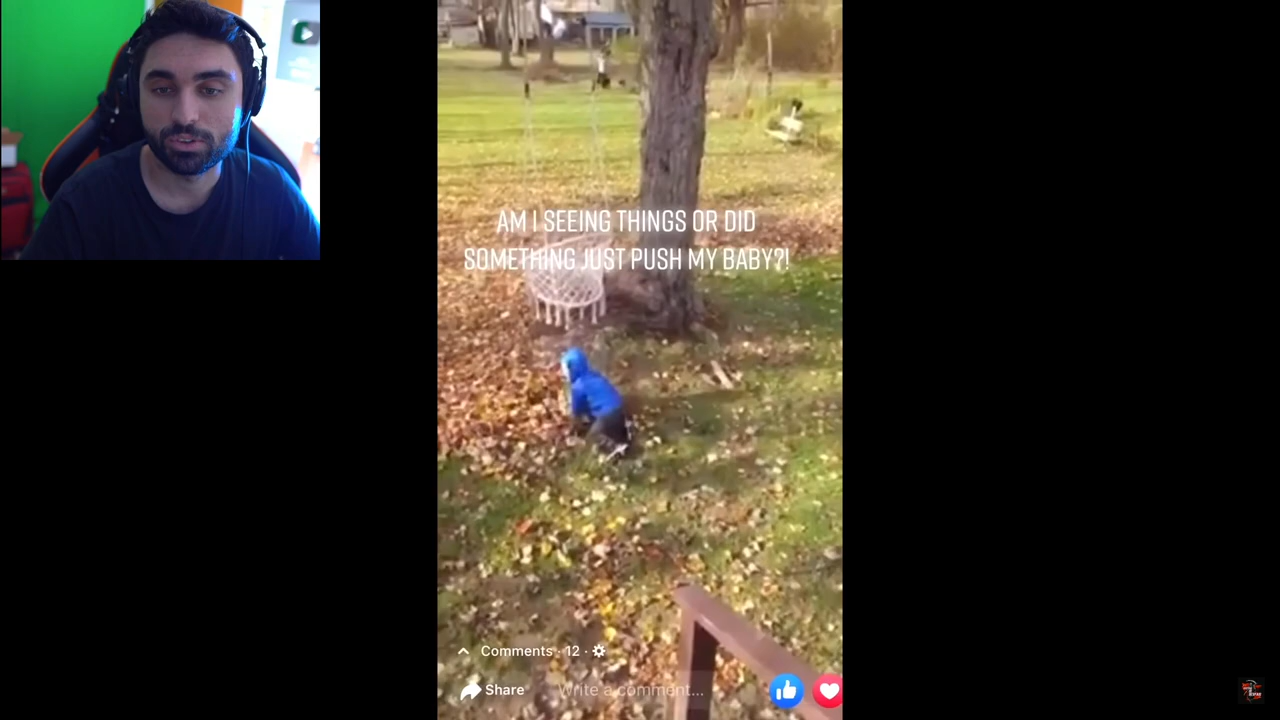 AM I SEEING THINGS OR DID
SOMETHING JUST PUSH MY BABY?!
Comments · 12 ·
Share
Write a comment...